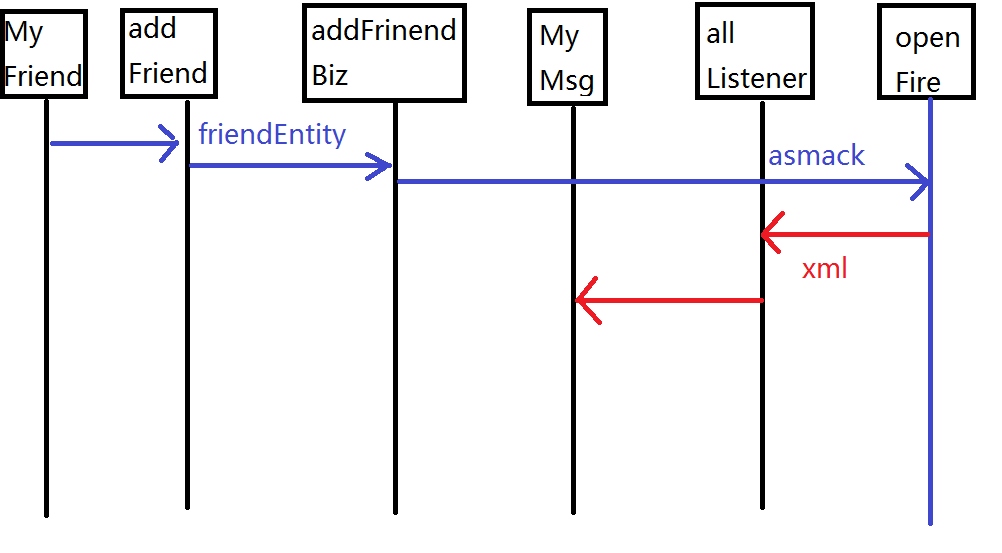 My
Friend
add
Friend
addFrinend
Biz
My
Msg
all
Listener
open
Fire
friendEntity
asmack
xml